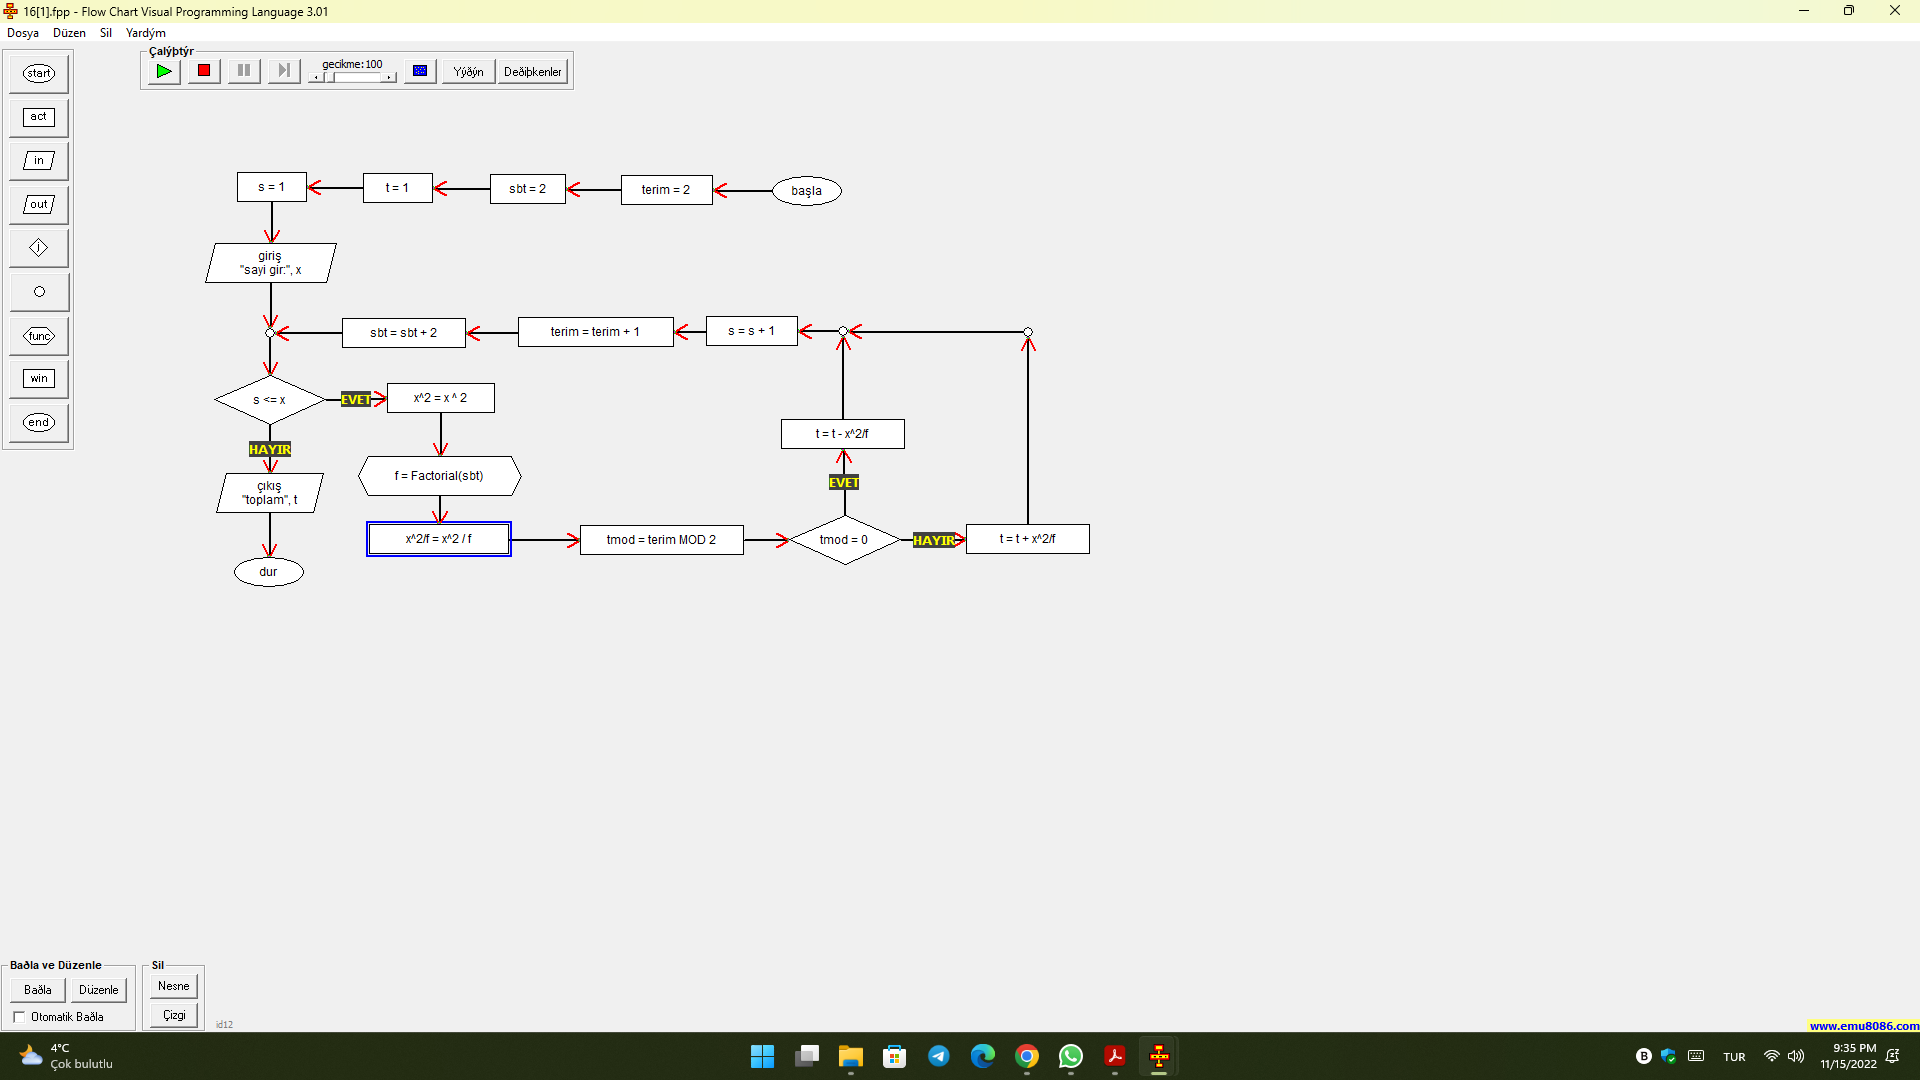 16[1].fpp - Flow Chart Visual Programming Language 3.01
Dosya Düzen Sil Yardým
Çalýþtýr
gecikmе:100
Yýðýn
Deðiþkenler
start
act
in
out
j
func
win
end
s = 1
t = 1
sbt = 2
terim = 2
başla
giriş
"sayi gir:", x
sbt = sbt + 2
terim = terim + 1
s = s + 1
s <= x
EVET
x^2 = x ^ 2
HAYIR
t = t - x^2/f
çıkış
"toplam", t
f = Factorial(sbt)
EVET
x^2/f = x^2 / f
tmod = terim MOD 2
tmod = 0
HAYIR
t = t + x^2/f
dur
Baðla ve Düzenle
Baðla
Düzenle
Otomatik Baðla
Sil
Nesne
Çizgi
id12
www.emu8086.com
4°C
Çok bulutlu
B
TUR
9:35 PM
11/15/2022